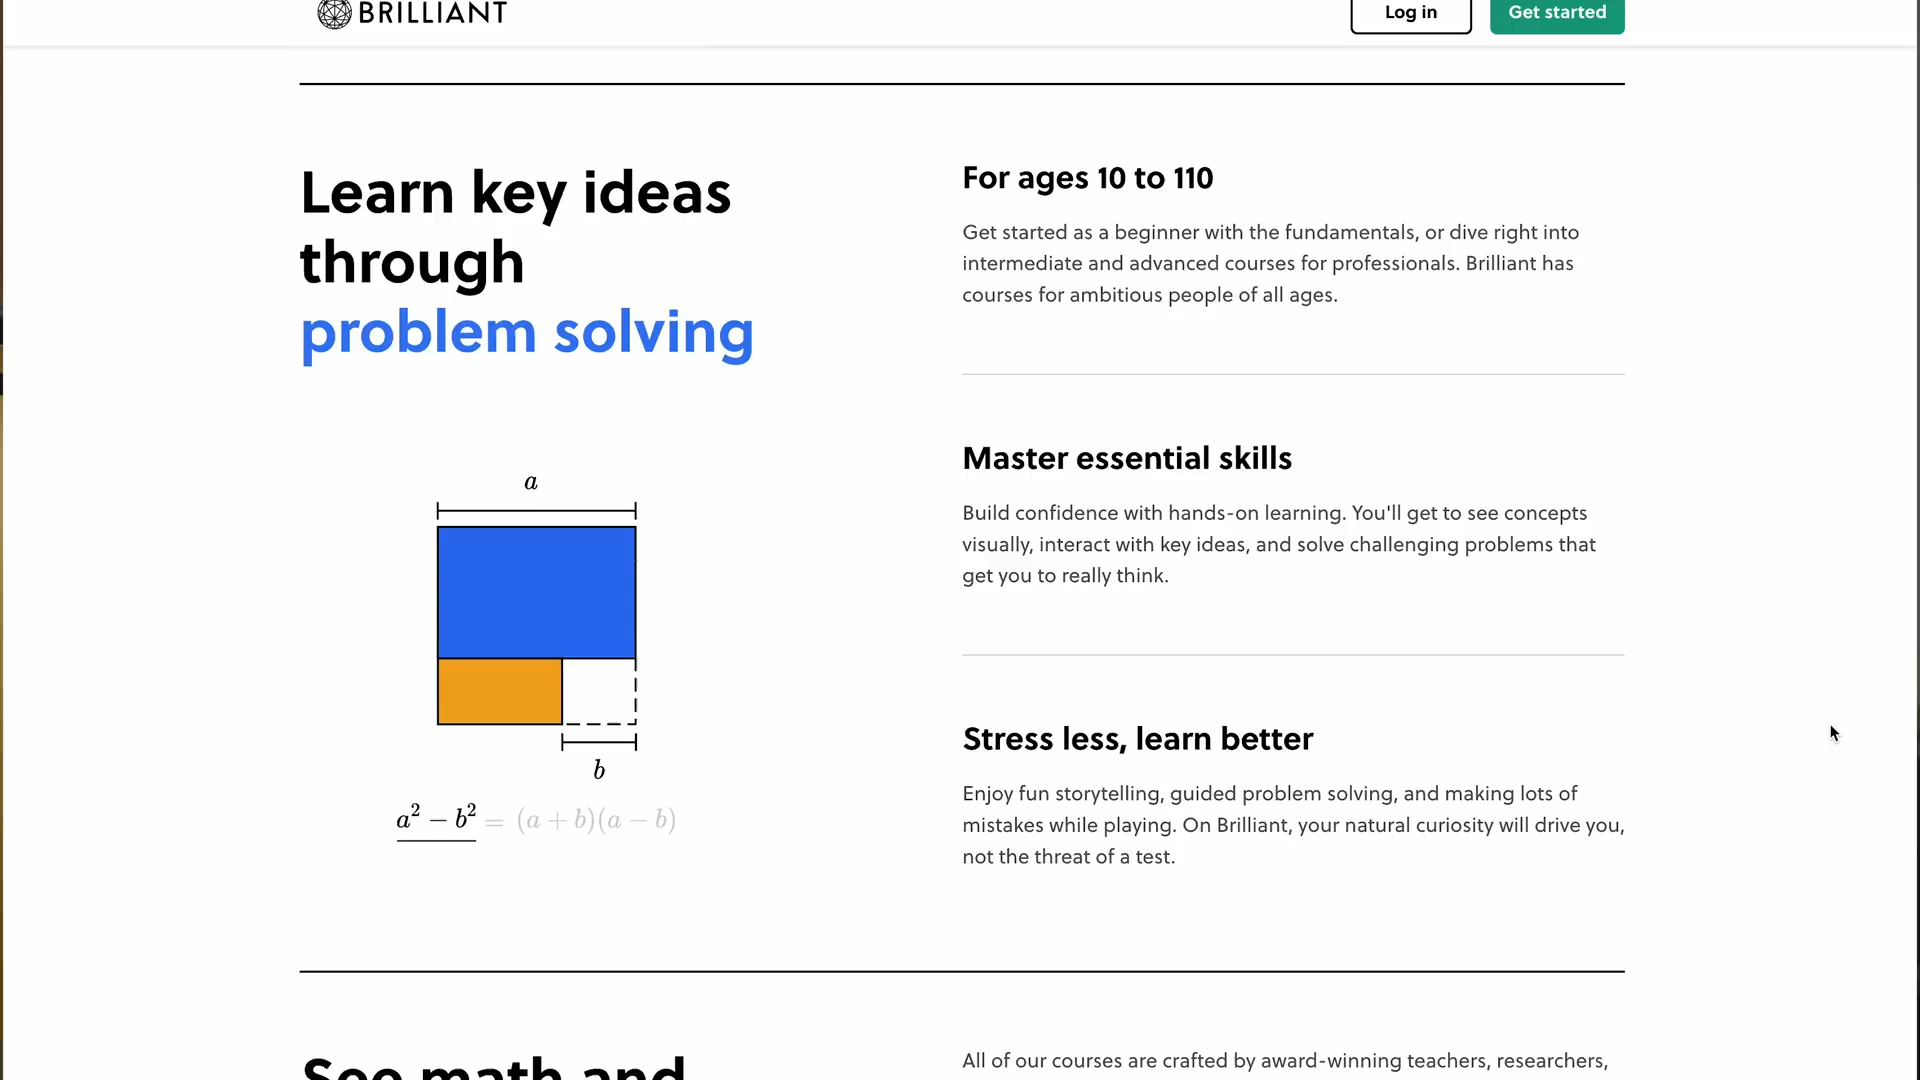 BRILLIANT
Log in
Get started
Learn key ideas
through
problem solving
a
b
a² − b² = (a + b)(a − b)
For ages 10 to 110
Get started as a beginner with the fundamentals, or dive right into
intermediate and advanced courses for professionals. Brilliant has
courses for ambitious people of all ages.
Master essential skills
Build confidence with hands-on learning. You'll get to see concepts
visually, interact with key ideas, and solve challenging problems that
get you to really think.
Stress less, learn better
Enjoy fun storytelling, guided problem solving, and making lots of
mistakes while playing. On Brilliant, your natural curiosity will drive you,
not the threat of a test.
See math and
All of our courses are crafted by award-winning teachers, researchers,